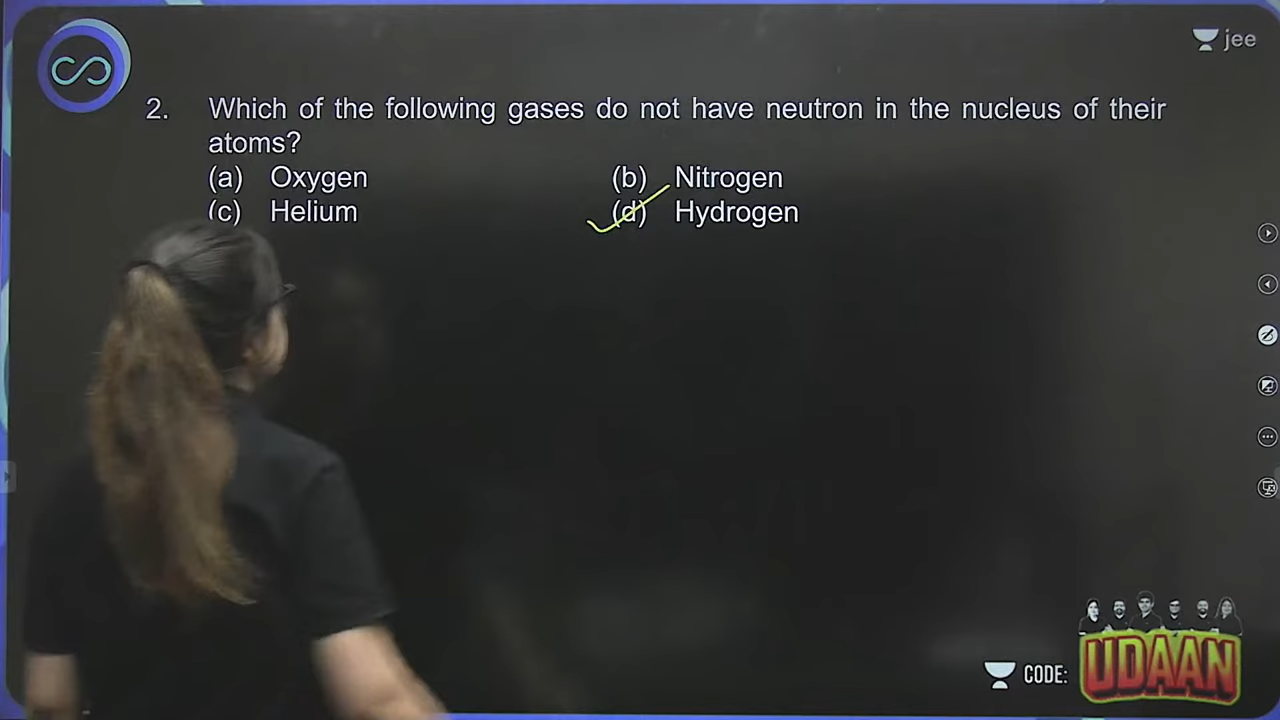 jee
2. Which of the following gases do not have neutron in the nucleus of their
atoms?
(a) Oxygen (b) Nitrogen
(c) Helium (d) Hydrogen
CODE: UDAAN